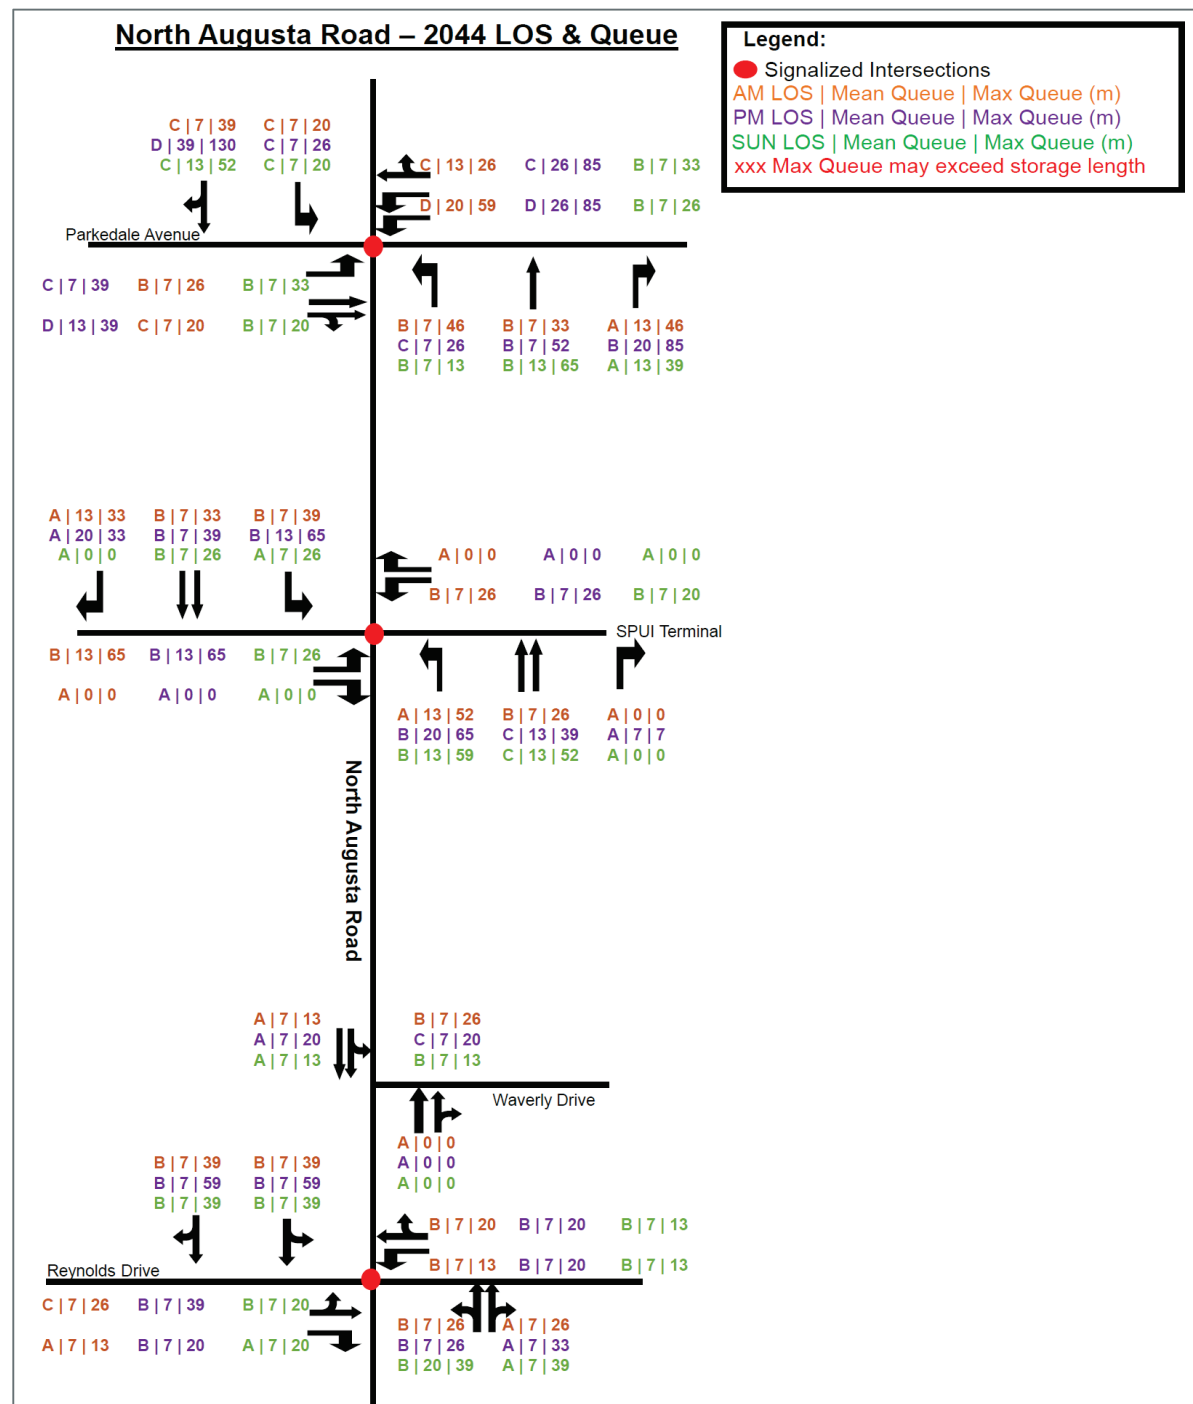 North Augusta Road – 2044 LOS & Queue
Legend:
Signalized Intersections
AM LOS | Mean Queue | Max Queue (m)
PM LOS | Mean Queue | Max Queue (m)
SUN LOS | Mean Queue | Max Queue (m)
xxx Max Queue may exceed storage length
C | 7 | 39 C | 7 | 20
D | 39 | 130 C | 7 | 26
C | 13 | 52 C | 7 | 20
C | 13 | 26 C | 26 | 85 B | 7 | 33
D | 20 | 59 D | 26 | 85 B | 7 | 26
Parkedale Avenue
C | 7 | 39 B | 7 | 26 B | 7 | 33
D | 13 | 39 C | 7 | 20 B | 7 | 20
B | 7 | 46 B | 7 | 33 A | 13 | 46
C | 7 | 26 B | 7 | 52 B | 20 | 85
B | 7 | 13 B | 13 | 65 A | 13 | 39
A | 13 | 33 B | 7 | 33 B | 7 | 39
A | 20 | 33 B | 7 | 39 B | 13 | 65
A | 0 | 0 B | 7 | 26 A | 7 | 26
A | 0 | 0 A | 0 | 0 A | 0 | 0
B | 7 | 26 B | 7 | 26 B | 7 | 20
SPUI Terminal
B | 13 | 65 B | 13 | 65 B | 7 | 26
A | 0 | 0 A | 0 | 0 A | 0 | 0
A | 13 | 52 B | 7 | 26 A | 0 | 0
B | 20 | 65 C | 13 | 39 A | 7 | 7
B | 13 | 59 C | 13 | 52 A | 0 | 0
North Augusta Road
A | 7 | 13 B | 7 | 26
A | 7 | 20 C | 7 | 20
A | 7 | 13 B | 7 | 13
Waverly Drive
A | 0 | 0
A | 0 | 0
A | 0 | 0
B | 7 | 39 B | 7 | 39
B | 7 | 59 B | 7 | 59
B | 7 | 39 B | 7 | 39
B | 7 | 20 B | 7 | 20 B | 7 | 13
B | 7 | 13 B | 7 | 20 B | 7 | 13
Reynolds Drive
C | 7 | 26 B | 7 | 39 B | 7 | 20
A | 7 | 13 B | 7 | 20 A | 7 | 20
B | 7 | 26 A | 7 | 26
B | 7 | 26 A | 7 | 33
B | 20 | 39 A | 7 | 39